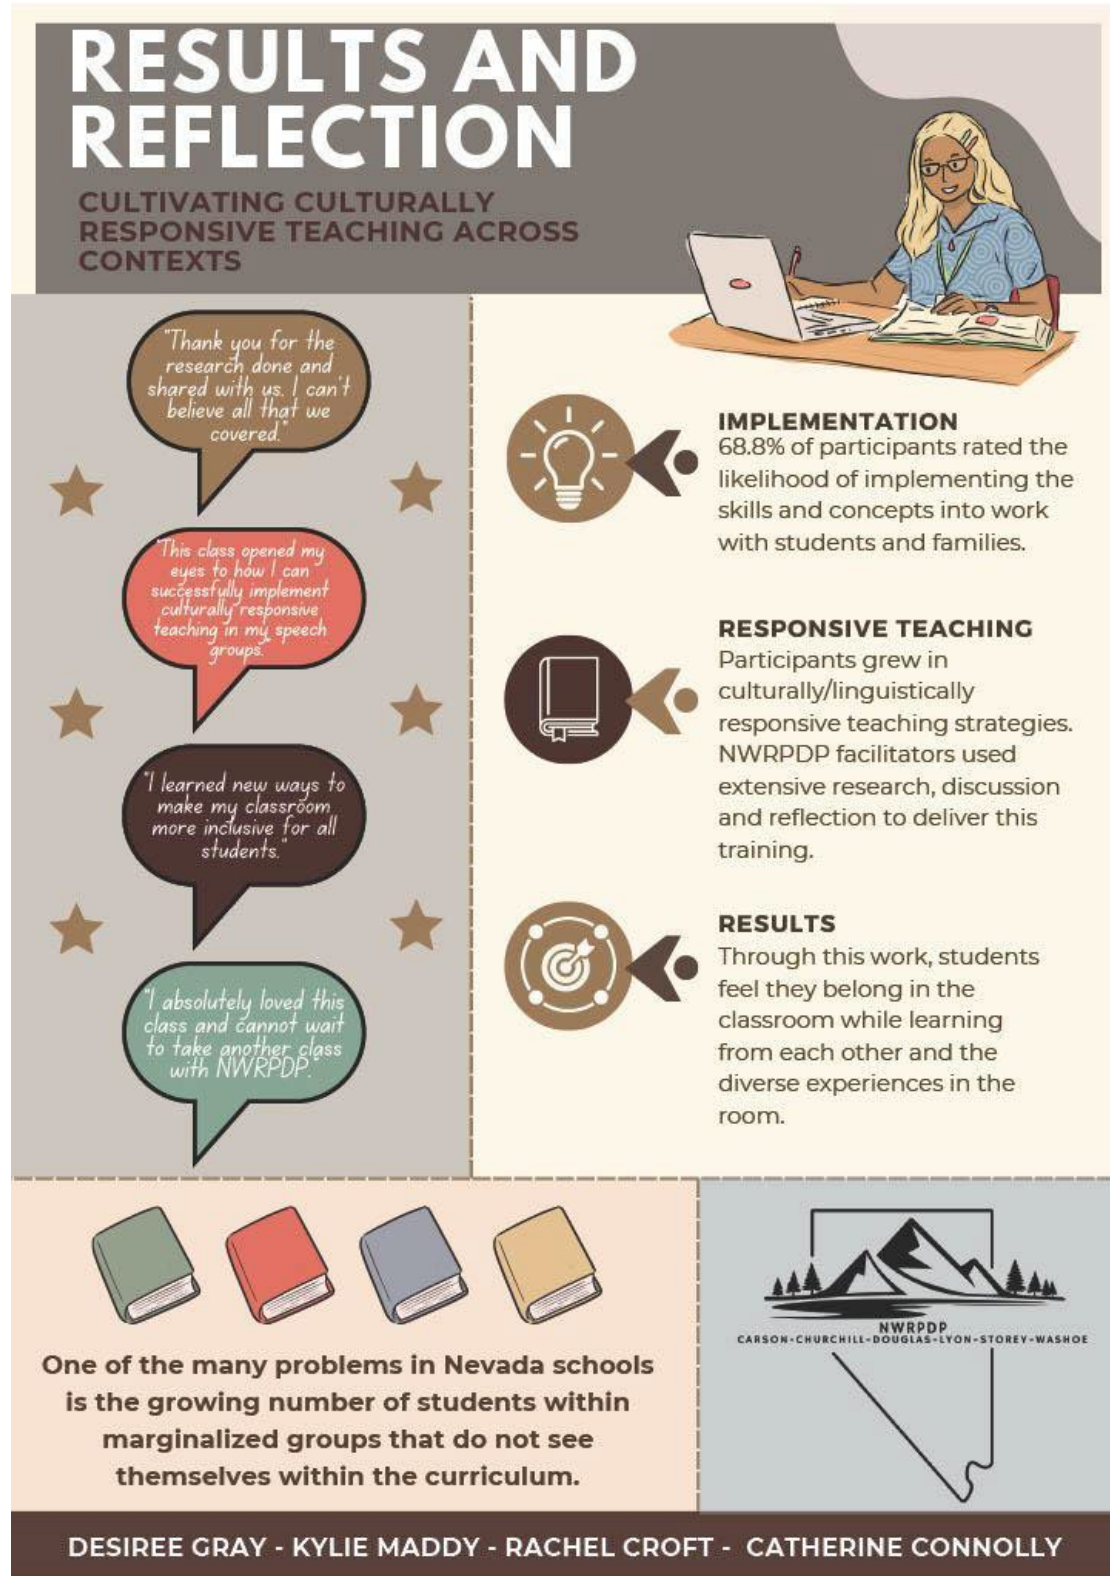 RESULTS AND
REFLECTION
CULTIVATING CULTURALLY
RESPONSIVE TEACHING ACROSS
CONTEXTS
"Thank you for the
research done and
shared with us. I can't
believe all that we
covered."
"This class opened my
eyes to how I can
successfully implement
culturally responsive
teaching in my speech
groups."
"I learned new ways to
make my classroom
more inclusive for all
students."
"I absolutely loved this
class and cannot wait
to take another class
with NWRPDP."
IMPLEMENTATION
68.8% of participants rated the
likelihood of implementing the
skills and concepts into work
with students and families.
RESPONSIVE TEACHING
Participants grew in
culturally/linguistically
responsive teaching strategies.
NWRPDP facilitators used
extensive research, discussion
and reflection to deliver this
training.
RESULTS
Through this work, students
feel they belong in the
classroom while learning
from each other and the
diverse experiences in the
room.
One of the many problems in Nevada schools
is the growing number of students within
marginalized groups that do not see
themselves within the curriculum.
NWRPDP
CARSON-CHURCHILL-DOUGLAS-LYON-STOREY-WASHOE
DESIREE GRAY - KYLIE MADDY - RACHEL CROFT - CATHERINE CONNOLLY